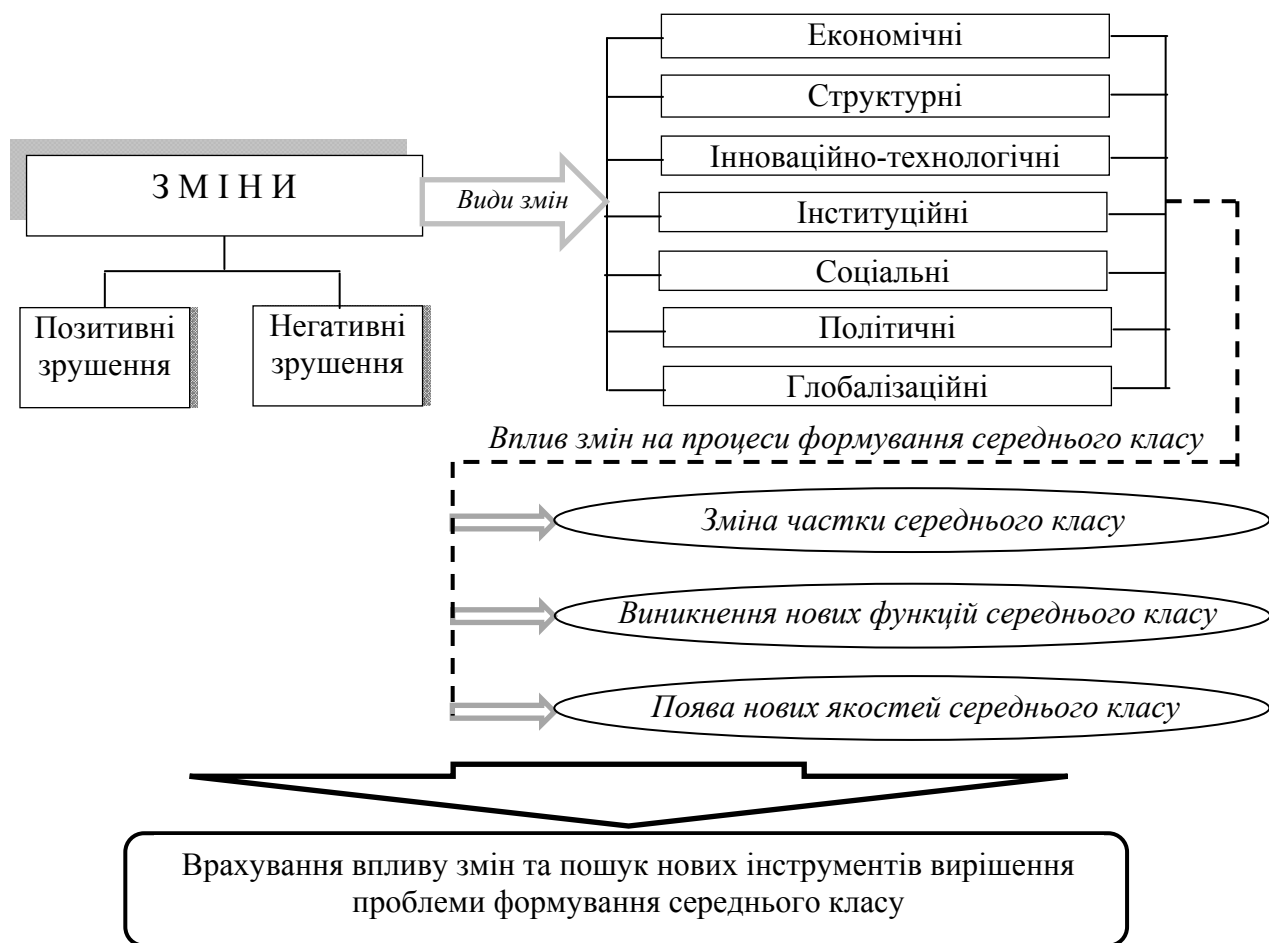 Економічні
Структурні
Інноваційно-технологічні
З М І Н И
Види змін
Інституційні
Соціальні
Позитивні
зрушення
Негативні
зрушення
Політичні
Глобалізаційні
Вплив змін на процеси формування середнього класу
Зміна частки середнього класу
Виникнення нових функцій середнього класу
Поява нових якостей середнього класу
Врахування впливу змін та пошук нових інструментів вирішення
проблеми формування середнього класу